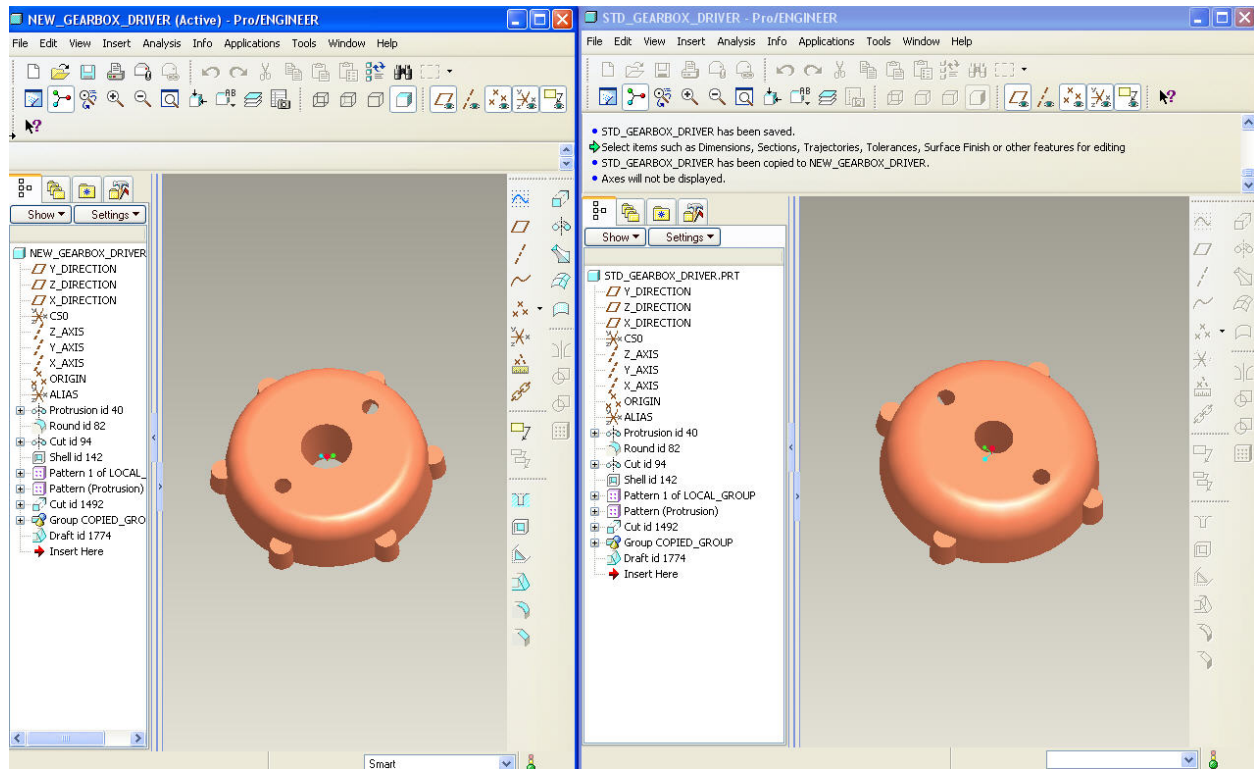 NEW_GEARBOX_DRIVER (Active) - Pro/ENGINEER
File Edit View Insert Analysis Info Applications Tools Window Help
Show Settings
NEW_GEARBOX_DRIVER
Y_DIRECTION
Z_DIRECTION
X_DIRECTION
CS0
Z_AXIS
Y_AXIS
X_AXIS
ORIGIN
ALIAS
Protrusion id 40
Round id 82
Cut id 94
Shell id 142
Pattern 1 of LOCAL_
Pattern (Protrusion)
Cut id 1492
Group COPIED_GRO
Draft id 1774
Insert Here
Smart
STD_GEARBOX_DRIVER - Pro/ENGINEER
File Edit View Insert Analysis Info Applications Tools Window Help
• STD_GEARBOX_DRIVER has been saved.
Select items such as Dimensions, Sections, Trajectories, Tolerances, Surface Finish or other features for editing
• STD_GEARBOX_DRIVER has been copied to NEW_GEARBOX_DRIVER.
• Axes will not be displayed.
Show Settings
STD_GEARBOX_DRIVER.PRT
Y_DIRECTION
Z_DIRECTION
X_DIRECTION
CS0
Z_AXIS
Y_AXIS
X_AXIS
ORIGIN
ALIAS
Protrusion id 40
Round id 82
Cut id 94
Shell id 142
Pattern 1 of LOCAL_GROUP
Pattern (Protrusion)
Cut id 1492
Group COPIED_GROUP
Draft id 1774
Insert Here